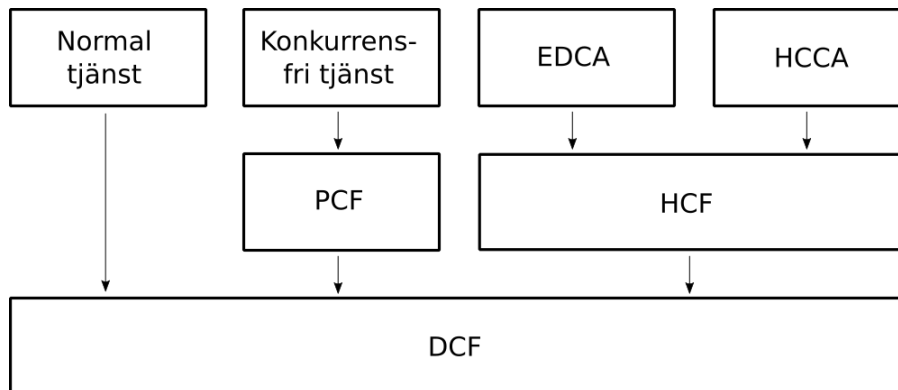 Normal
tjänst
Konkurrens-
fri tjänst
EDCA
HCCA
PCF
HCF
DCF